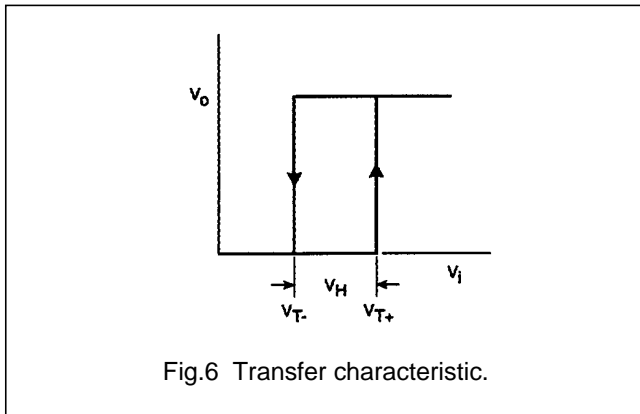 Vo
VH
Vi
VT- VT+
Fig.6 Transfer characteristic.